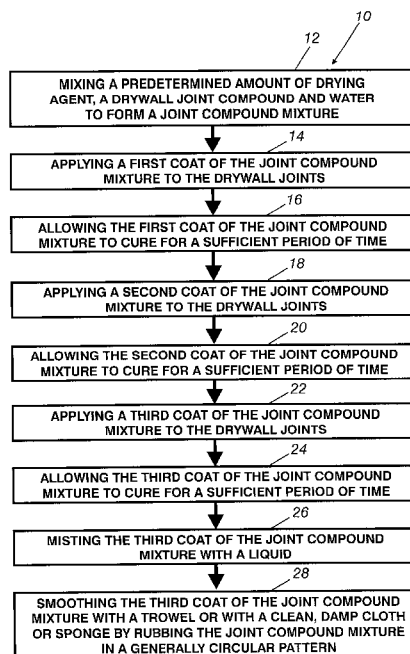 10
12
MIXING A PREDETERMINED AMOUNT OF DRYING
AGENT, A DRYWALL JOINT COMPOUND AND WATER
TO FORM A JOINT COMPOUND MIXTURE
14
APPLYING A FIRST COAT OF THE JOINT COMPOUND
MIXTURE TO THE DRYWALL JOINTS
16
ALLOWING THE FIRST COAT OF THE JOINT COMPOUND
MIXTURE TO CURE FOR A SUFFICIENT PERIOD OF TIME
18
APPLYING A SECOND COAT OF THE JOINT COMPOUND
MIXTURE TO THE DRYWALL JOINTS
20
ALLOWING THE SECOND COAT OF THE JOINT COMPOUND
MIXTURE TO CURE FOR A SUFFICIENT PERIOD OF TIME
22
APPLYING A THIRD COAT OF THE JOINT COMPOUND
MIXTURE TO THE DRYWALL JOINTS
24
ALLOWING THE THIRD COAT OF THE JOINT COMPOUND
MIXTURE TO CURE FOR A SUFFICIENT PERIOD OF TIME
26
MISTING THE THIRD COAT OF THE JOINT COMPOUND
MIXTURE WITH A LIQUID
28
SMOOTHING THE THIRD COAT OF THE JOINT COMPOUND
MIXTURE WITH A TROWEL OR WITH A CLEAN, DAMP CLOTH
OR SPONGE BY RUBBING THE JOINT COMPOUND MIXTURE
IN A GENERALLY CIRCULAR PATTERN